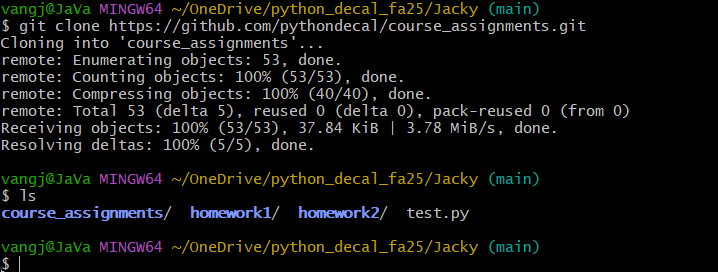 vangj@JaVa MINGW64 ~/OneDrive/python_decal_fa25/Jacky (main)
$ git clone https://github.com/pythondecal/course_assignments.git
Cloning into 'course_assignments'...
remote: Enumerating objects: 53, done.
remote: Counting objects: 100% (53/53), done.
remote: Compressing objects: 100% (40/40), done.
remote: Total 53 (delta 5), reused 0 (delta 0), pack-reused 0 (from 0)
Receiving objects: 100% (53/53), 37.84 KiB | 3.78 MiB/s, done.
Resolving deltas: 100% (5/5), done.
vangj@JaVa MINGW64 ~/OneDrive/python_decal_fa25/Jacky (main)
$ ls
course_assignments/  homework1/  homework2/  test.py
vangj@JaVa MINGW64 ~/OneDrive/python_decal_fa25/Jacky (main)
$